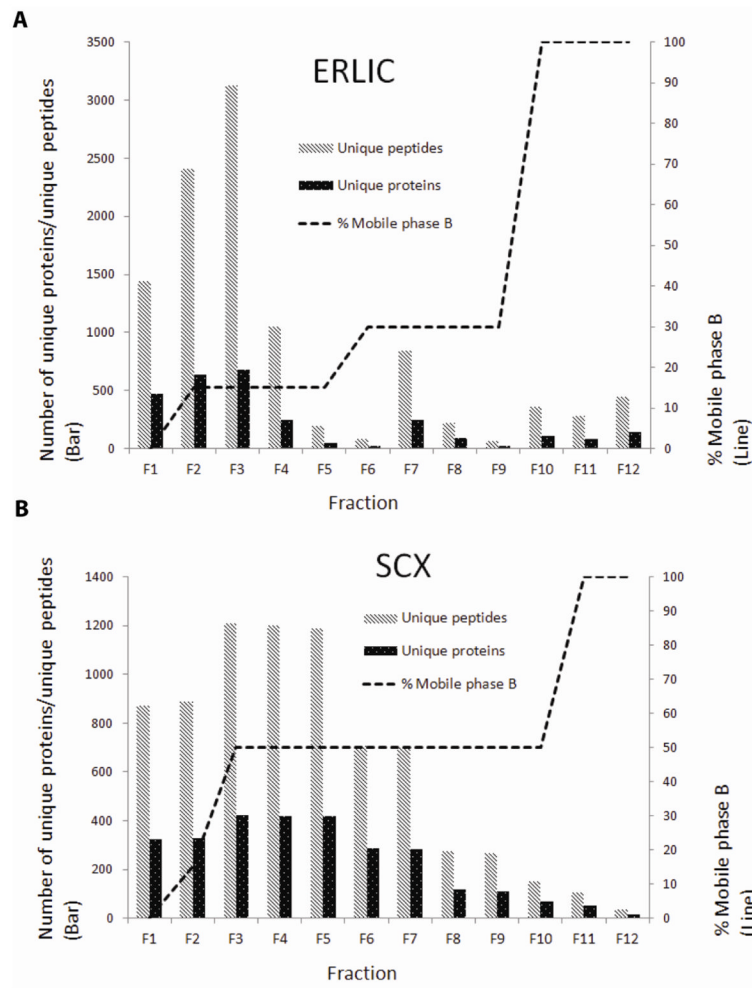 A
ERLIC
3500
3000
2500
2000
1500
1000
500
0
100
90
80
70
60
50
40
30
20
10
0
Unique peptides
Unique proteins
% Mobile phase B
Number of unique proteins/unique peptides
(Bar)
% Mobile phase B
(Line)
F1 F2 F3 F4 F5 F6 F7 F8 F9 F10 F11 F12
Fraction
B
SCX
1400
1200
1000
800
600
400
200
0
100
90
80
70
60
50
40
30
20
10
0
Unique peptides
Unique proteins
% Mobile phase B
Number of unique proteins/unique peptides
(Bar)
% Mobile phase B
(Line)
F1 F2 F3 F4 F5 F6 F7 F8 F9 F10 F11 F12
Fraction